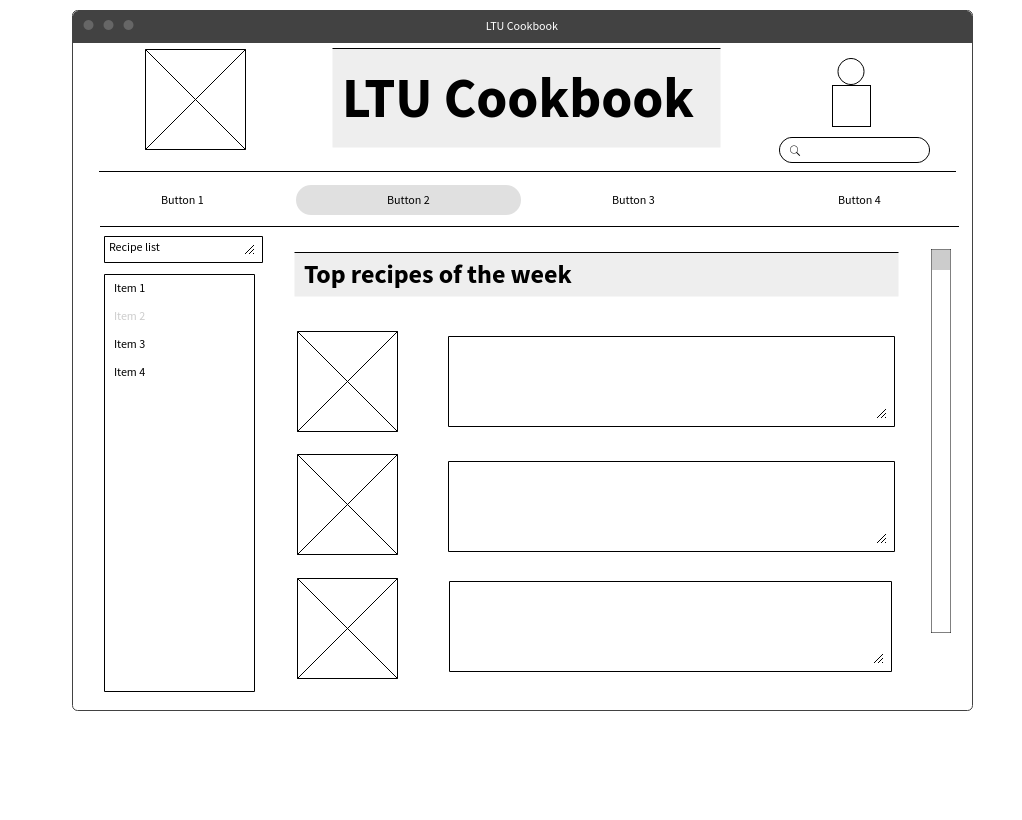 LTU Cookbook
LTU Cookbook
Button 1
Button 2
Button 3
Button 4
Recipe list
Item 1
Item 2
Item 3
Item 4
Top recipes of the week